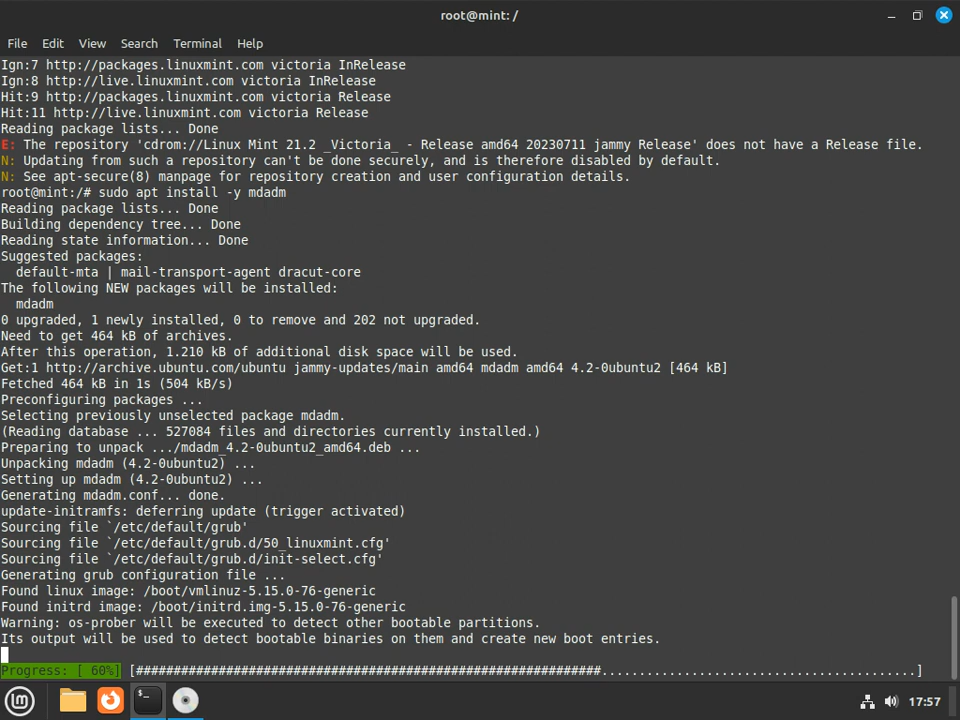 root@mint: /
File Edit View Search Terminal Help
Ign:7 http://packages.linuxmint.com victoria InRelease
Ign:8 http://live.linuxmint.com victoria InRelease
Hit:9 http://packages.linuxmint.com victoria Release
Hit:11 http://live.linuxmint.com victoria Release
Reading package lists... Done
E: The repository 'cdrom://Linux Mint 21.2 _Victoria_ - Release amd64 20230711 jammy Release' does not have a Release file.
N: Updating from such a repository can't be done securely, and is therefore disabled by default.
N: See apt-secure(8) manpage for repository creation and user configuration details.
root@mint:/# sudo apt install -y mdadm
Reading package lists... Done
Building dependency tree... Done
Reading state information... Done
Suggested packages:
  default-mta | mail-transport-agent dracut-core
The following NEW packages will be installed:
  mdadm
0 upgraded, 1 newly installed, 0 to remove and 202 not upgraded.
Need to get 464 kB of archives.
After this operation, 1.210 kB of additional disk space will be used.
Get:1 http://archive.ubuntu.com/ubuntu jammy-updates/main amd64 mdadm amd64 4.2-0ubuntu2 [464 kB]
Fetched 464 kB in 1s (504 kB/s)
Preconfiguring packages ...
Selecting previously unselected package mdadm.
(Reading database ... 527084 files and directories currently installed.)
Preparing to unpack .../mdadm_4.2-0ubuntu2_amd64.deb ...
Unpacking mdadm (4.2-0ubuntu2) ...
Setting up mdadm (4.2-0ubuntu2) ...
Generating mdadm.conf... done.
update-initramfs: deferring update (trigger activated)
Sourcing file `/etc/default/grub'
Sourcing file `/etc/default/grub.d/50_linuxmint.cfg'
Sourcing file `/etc/default/grub.d/init-select.cfg'
Generating grub configuration file ...
Found linux image: /boot/vmlinuz-5.15.0-76-generic
Found initrd image: /boot/initrd.img-5.15.0-76-generic
Warning: os-prober will be executed to detect other bootable partitions.
Its output will be used to detect bootable binaries on them and create new boot entries.
Progress: [ 60%] [##############################################################..........................................]
17:57